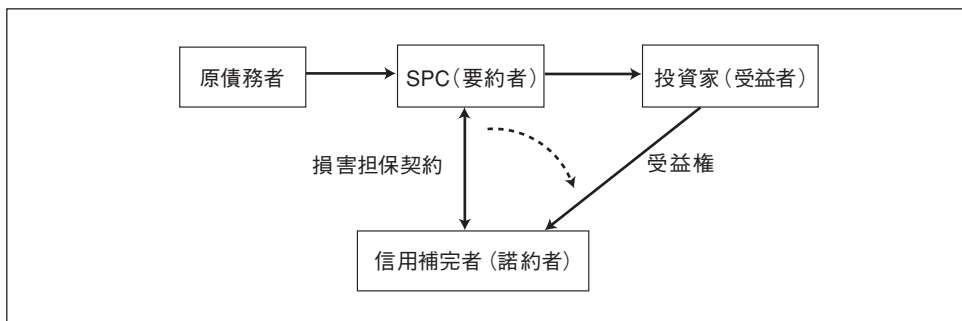 原債務者
SPC(要約者)
投資家(受益者)
損害担保契約
受益権
信用補完者(諾約者)